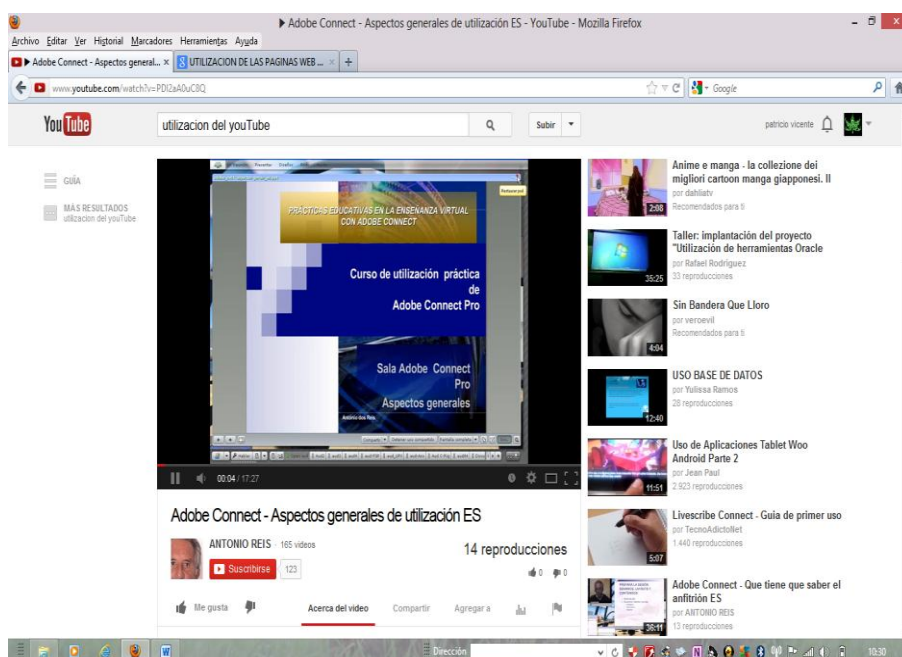 ▶ Adobe Connect - Aspectos generales de utilización ES - YouTube - Mozilla Firefox
Archivo Editar Ver Historial Marcadores Herramientas Ayuda
▶ Adobe Connect - Aspectos general... × UTILIZACION DE LAS PAGINAS WEB ... × +
www.youtube.com/watch?v=PDI2aA0uC8Q Google
YouTube utilizacion del youTube Subir patricio vicente
GUÍA
MÁS RESULTADOS
utilizacion del youTube
PRÁCTICAS EDUCATIVAS EN LA ENSEÑANZA VIRTUAL
CON ADOBE CONNECT
Curso de utilización práctica
de
Adobe Connect Pro
Sala Adobe Connect
Pro
Aspectos generales
António dos Reis
00:04 / 17:27
Adobe Connect - Aspectos generales de utilización ES
ANTONIO REIS · 165 videos
Suscribirse 123
14 reproducciones
0 0
Me gusta Acerca del video Compartir Agregar a
Anime e manga - la collezione dei
migliori cartoon manga giapponesi. II
por dahliatv
Recomendados para ti
2:08
Taller: implantación del proyecto
"Utilización de herramientas Oracle
por Rafael Rodriguez
33 reproducciones
35:25
Sin Bandera Que Lloro
por veroevil
Recomendados para ti
4:04
USO BASE DE DATOS
por Yulissa Ramos
28 reproducciones
12:40
Uso de Aplicaciones Tablet Woo
Android Parte 2
por Jean Paul
2.923 reproducciones
11:51
Livescribe Connect - Guia de primer uso
por TecnoAdictoNet
1.440 reproducciones
5:07
Adobe Connect - Que tiene que saber el
anfitrión ES
por ANTONIO REIS
13 reproducciones
36:11
Dirección 10:30